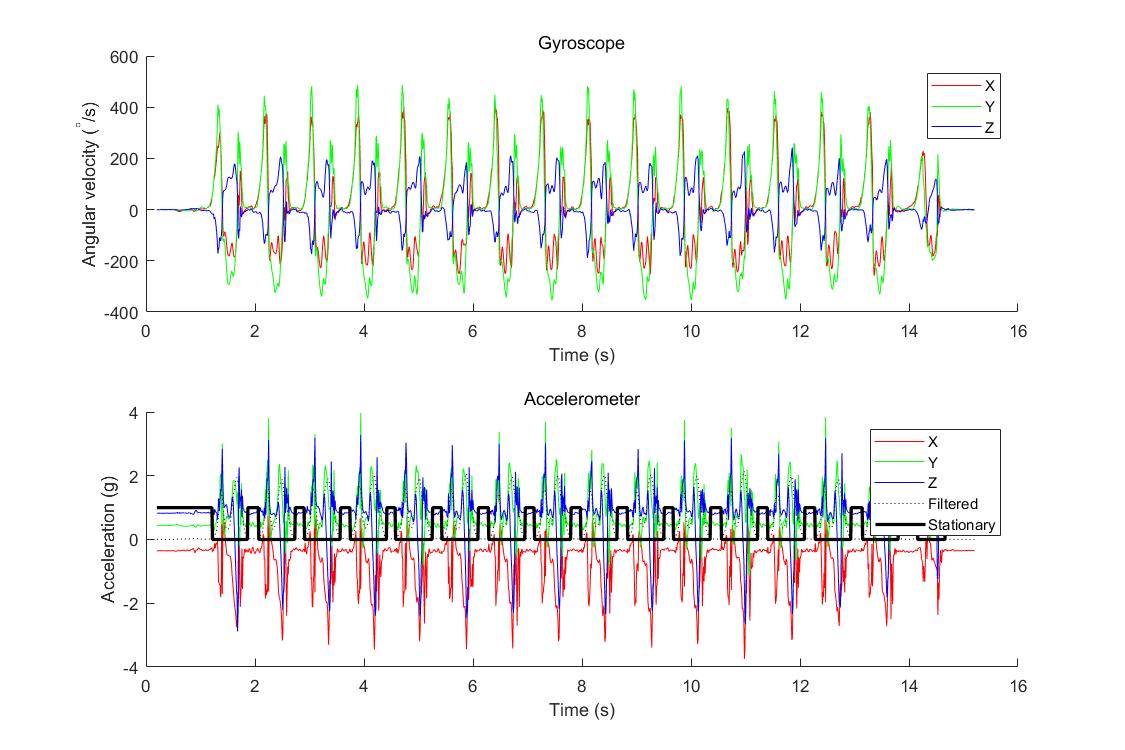 Gyroscope
600
400
200
0
-200
-400
Angular velocity (°/s)
X
Y
Z
0 2 4 6 8 10 12 14 16
Time (s)
Accelerometer
4
2
0
-2
-4
Acceleration (g)
X
Y
Z
Filtered
Stationary
0 2 4 6 8 10 12 14 16
Time (s)